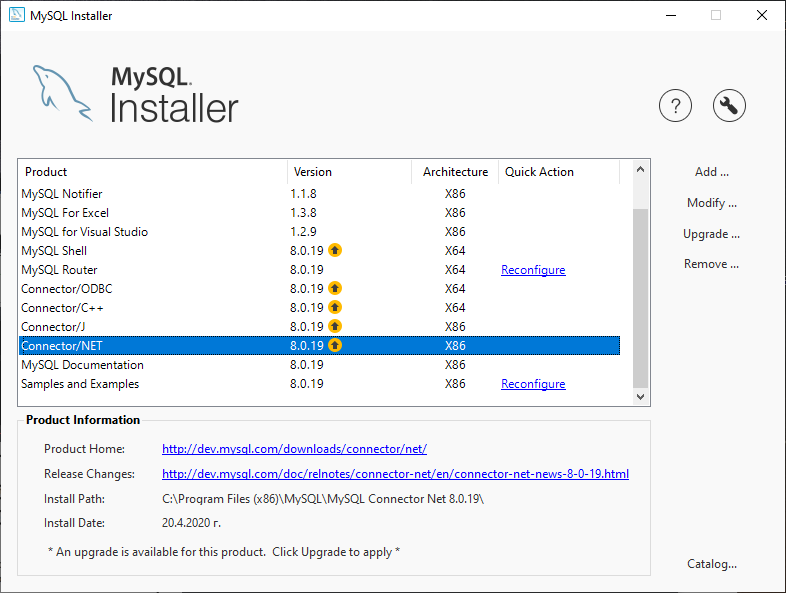 MySQL Installer
MySQL.
Installer
?
Product Version Architecture Quick Action
MySQL Notifier 1.1.8 X86
MySQL For Excel 1.3.8 X86
MySQL for Visual Studio 1.2.9 X86
MySQL Shell 8.0.19 X64
MySQL Router 8.0.19 X64 Reconfigure
Connector/ODBC 8.0.19 X64
Connector/C++ 8.0.19 X64
Connector/J 8.0.19 X86
Connector/NET 8.0.19 X86
MySQL Documentation 8.0.19 X86
Samples and Examples 8.0.19 X86 Reconfigure
Add ...
Modify ...
Upgrade ...
Remove ...
Product Information
Product Home: http://dev.mysql.com/downloads/connector/net/
Release Changes: http://dev.mysql.com/doc/relnotes/connector-net/en/connector-net-news-8-0-19.html
Install Path: C:\Program Files (x86)\MySQL\MySQL Connector Net 8.0.19\
Install Date: 20.4.2020 г.
* An upgrade is available for this product. Click Upgrade to apply *
Catalog...